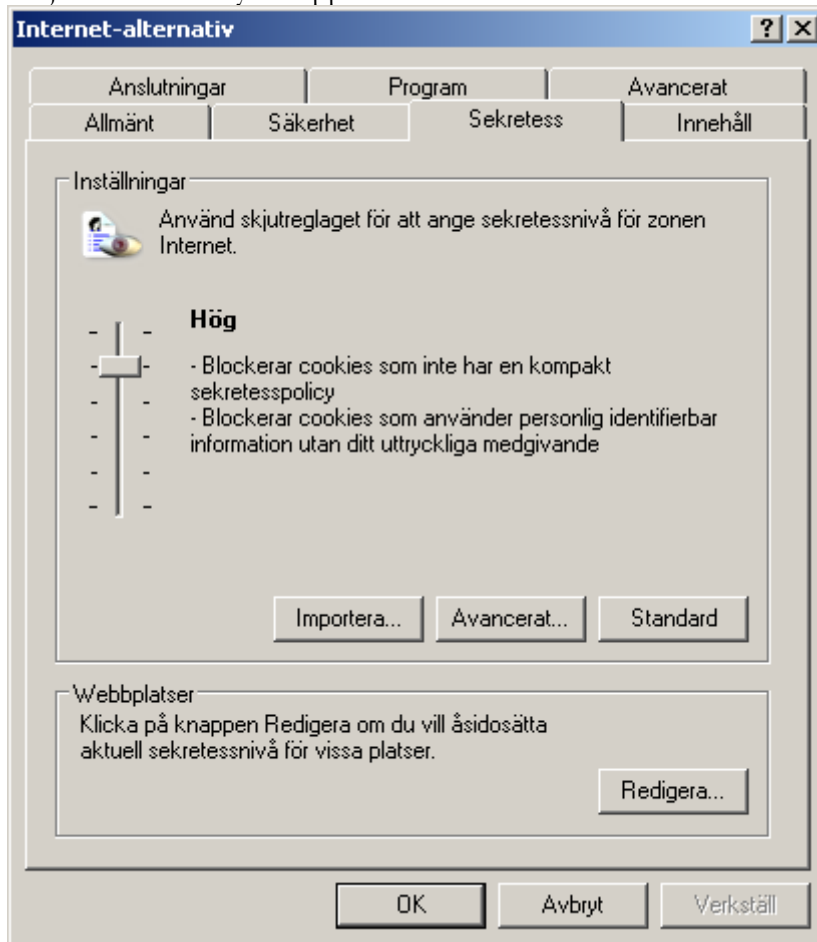 Internet-alternativ
Anslutningar Program Avancerat
Allmänt Säkerhet Sekretess Innehåll
Inställningar
Använd skjutreglaget för att ange sekretessnivå för zonen
Internet.
Hög
- Blockerar cookies som inte har en kompakt
sekretesspolicy
- Blockerar cookies som använder personlig identifierbar
information utan ditt uttryckliga medgivande
Importera... Avancerat... Standard
Webbplatser
Klicka på knappen Redigera om du vill åsidosätta
aktuell sekretessnivå för vissa platser.
Redigera...
OK Avbryt Verkställ